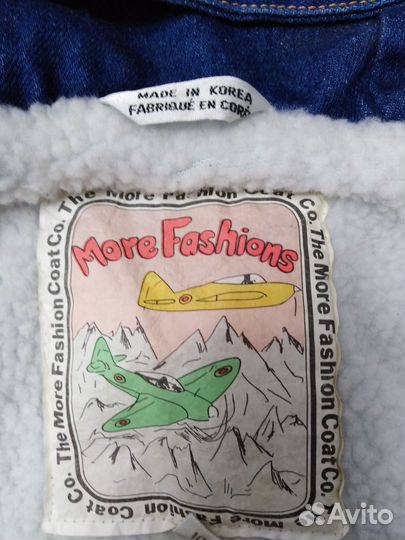 MADE IN KOREA
FABRIQUÉ EN CORÉ
The More Fashion Coat Co.
More Fashions
The More Fashion Coat Co.
The More Fashion Coat Co.
More Fashion Coat Co.
Avito